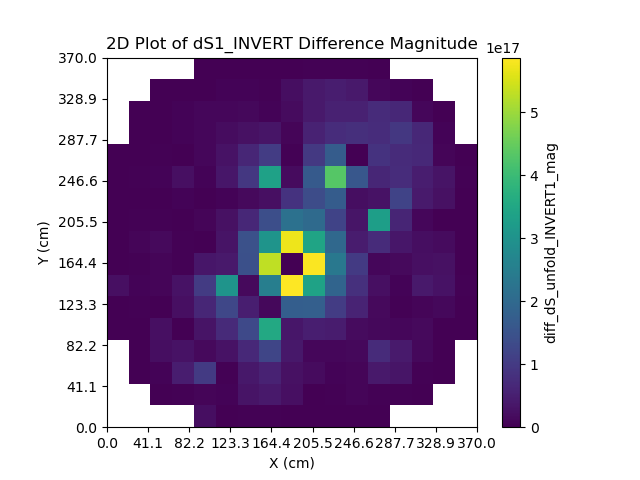 2D Plot of dS1_INVERT Difference Magnitude
1e17
370.0
328.9
287.7
246.6
205.5
164.4
123.3
82.2
41.1
0.0
Y (cm)
0.0 41.1 82.2 123.3 164.4 205.5 246.6 287.7 328.9 370.0
X (cm)
5
4
3
2
1
0
diff_dS_unfold_INVERT1_mag